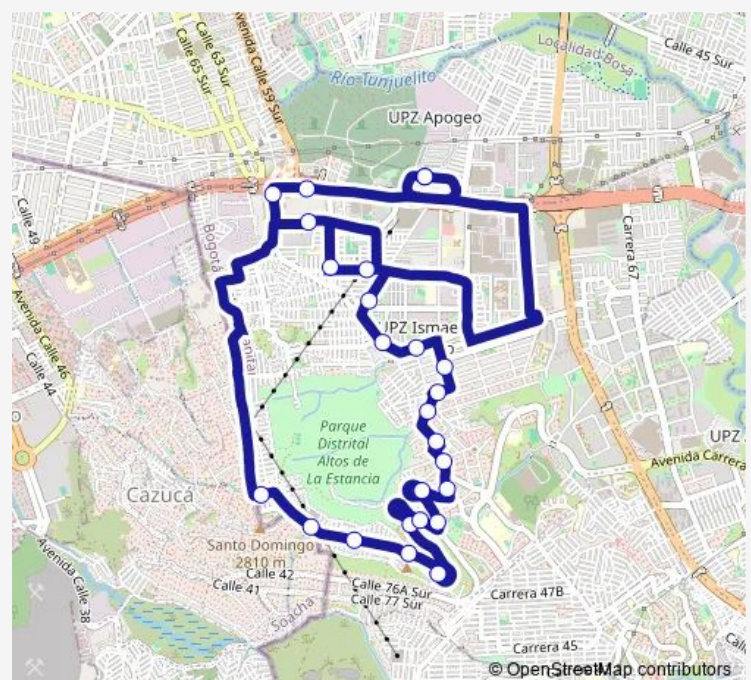 Calle 65 Sur
Calle 63 Sur
Avenida Calle 59 Sur
Localidad Bosa
Calle 45 Sur
Río Tunjuelito
UPZ Apogeo
Calle 49
Bogotá
Carrera 67
Avenida Calle 46
Calle 44
UPZ Ismae
Parque
Distrital
Altos de
La Estancia
UPZ
Avenida Carrera
Cazucá
Santo Domingo
2810 m
Calle 42
Calle 41
Calle 76A Sur
Calle 77 Sur
Carrera 47B
Avenida Calle 38
Soacha
Carrera 45
© OpenStreetMap contributors